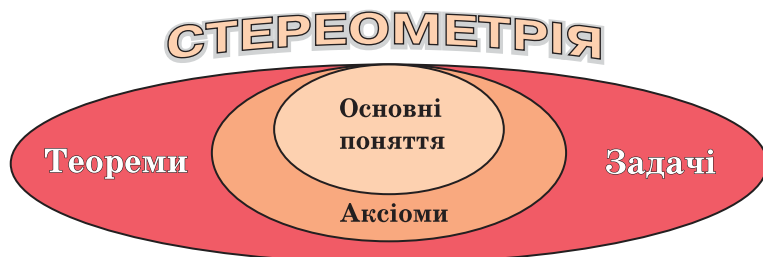 СТЕРЕОМЕТРІЯ
Основні
поняття
Теореми
Задачі
Аксіоми